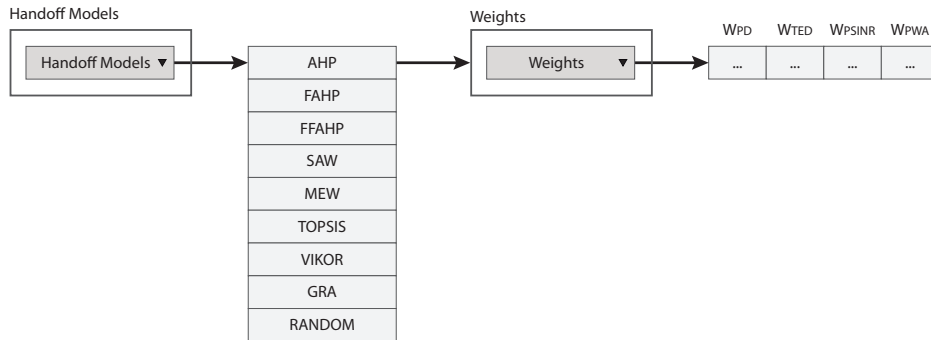 Handoff Models
Handoff Models ▼
AHP
FAHP
FFAHP
SAW
MEW
TOPSIS
VIKOR
GRA
RANDOM
Weights
Weights ▼
WPD WTED WPSINR WPWA
... ... ... ...